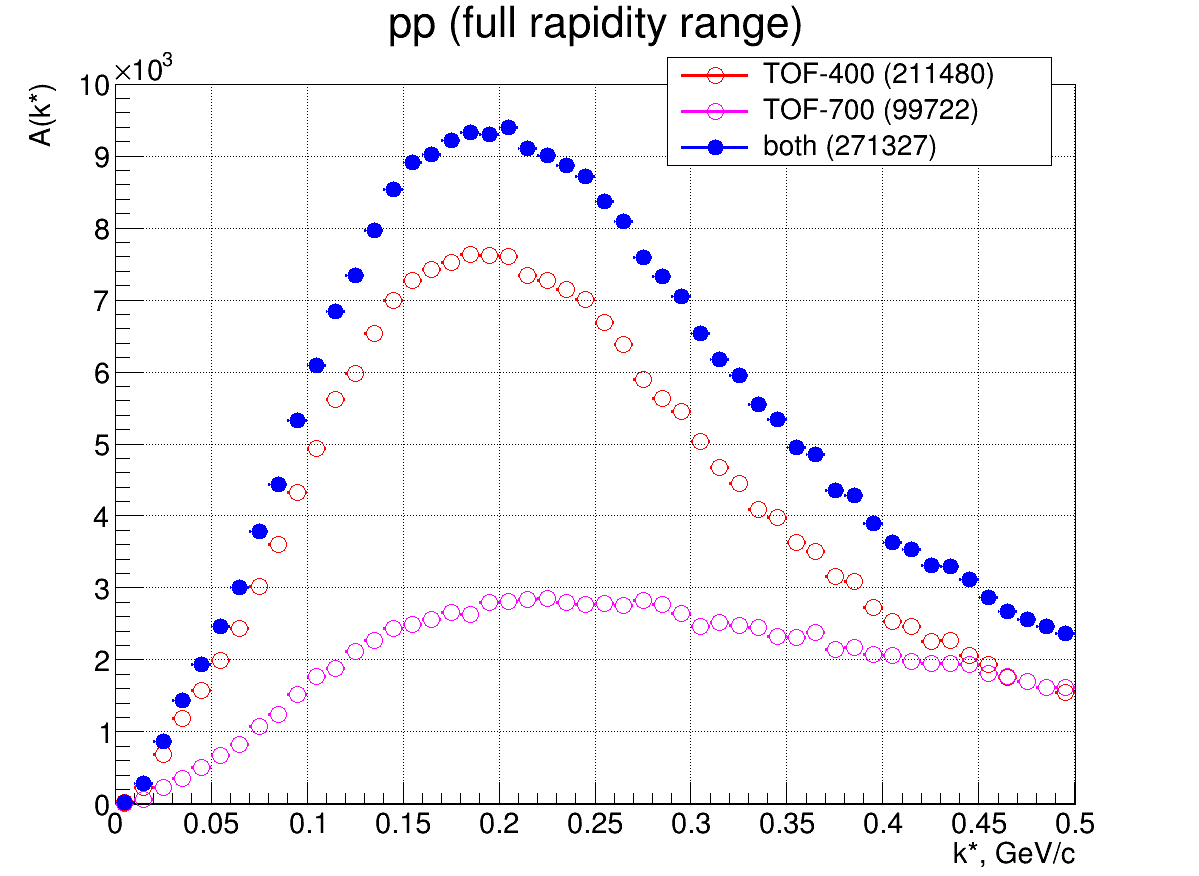 pp (full rapidity range)
×10³
A(k*)
TOF-400 (211480)
TOF-700 (99722)
both (271327)
10
9
8
7
6
5
4
3
2
1
0
0 0.05 0.1 0.15 0.2 0.25 0.3 0.35 0.4 0.45 0.5
k*, GeV/c